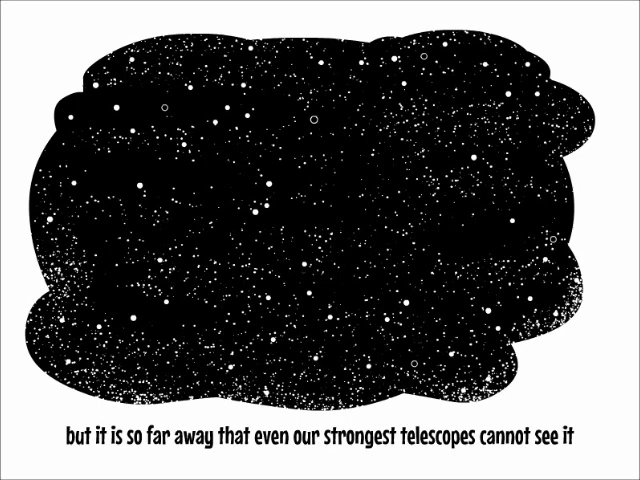 but it is so far away that even our strongest telescopes cannot see it